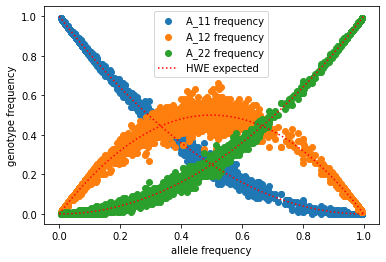 A_11 frequency
A_12 frequency
A_22 frequency
HWE expected
genotype frequency
1.0
0.8
0.6
0.4
0.2
0.0
0.0 0.2 0.4 0.6 0.8 1.0
allele frequency